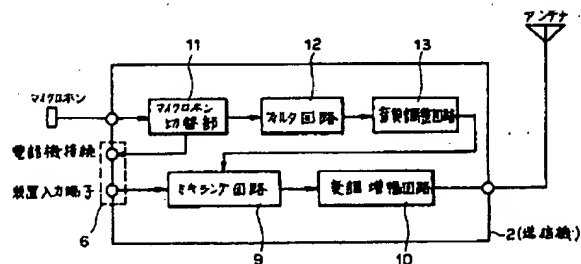 アンテナ
11
12
13
マイクロホン
マイクロホン
切替部
フィルタ回路
音質調整回路
電話機接続
装置入力端子
ミキシング回路
変調増幅回路
6
9
10
2(送信機)